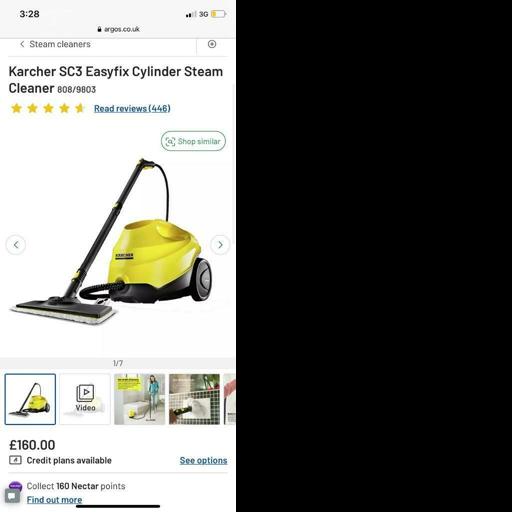 3:28
3G
argos.co.uk
Steam cleaners
Karcher SC3 Easyfix Cylinder Steam
Cleaner 808/9803
Read reviews (446)
Shop similar
KARCHER
1/7
Video
£160.00
Credit plans available
See options
Collect 160 Nectar points
Find out more